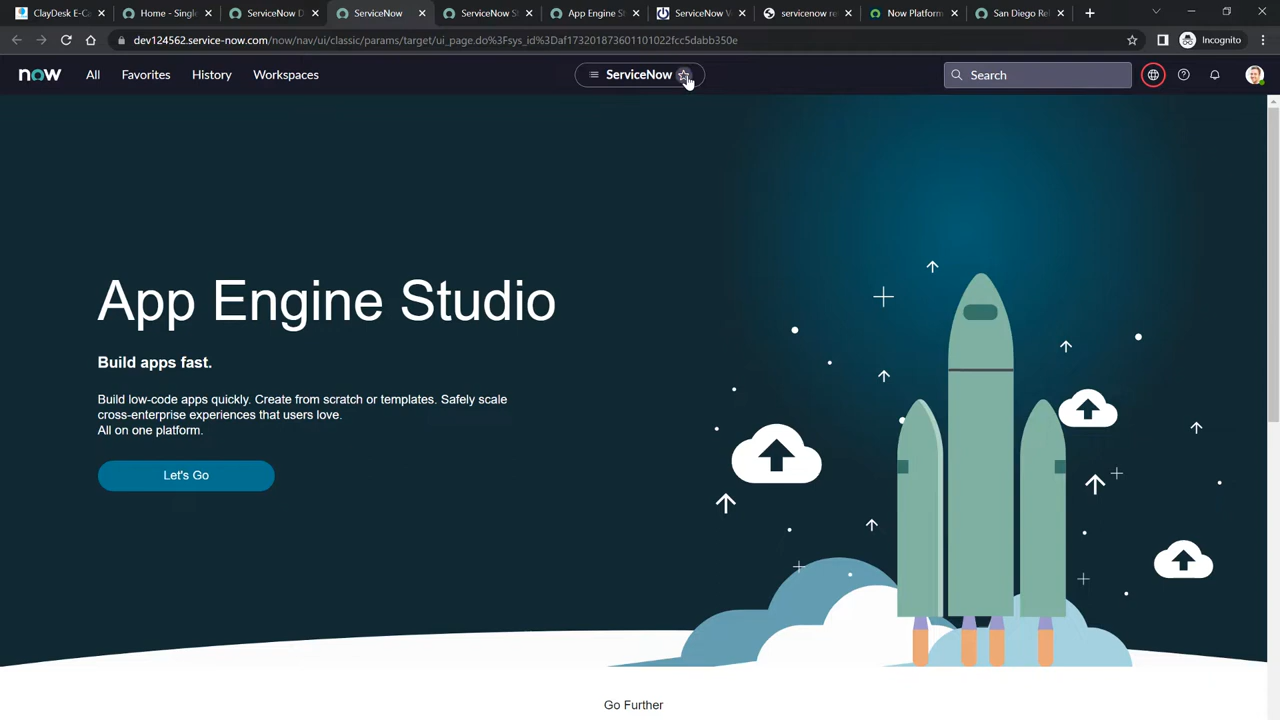 ClayDesk E-Ca
Home - Single
ServiceNow D
ServiceNow
ServiceNow S
App Engine S
ServiceNow V
servicenow re
Now Platform
San Diego Re
dev124562.service-now.com/now/nav/ui/classic/params/target/ui_page.do%3Fsys_id%3Daf173201873601101022fcc5dabb350e
Incognito
now
All
Favorites
History
Workspaces
ServiceNow
Search
App Engine Studio
Build apps fast.
Build low-code apps quickly. Create from scratch or templates. Safely scale
cross-enterprise experiences that users love.
All on one platform.
Let's Go
Go Further